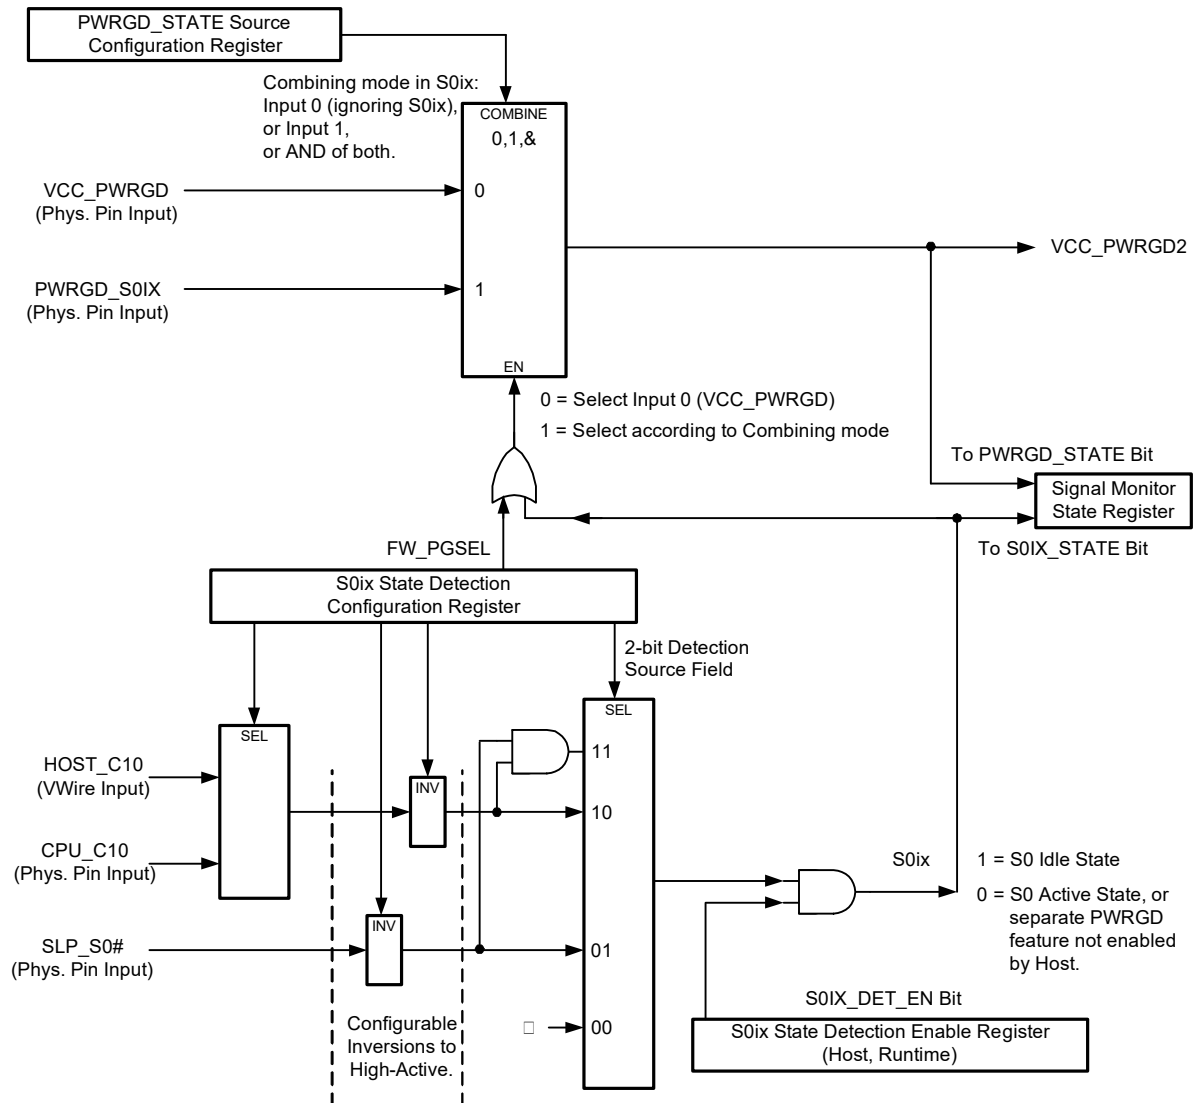 PWRGD_STATE Source
Configuration Register
Combining mode in S0ix:
Input 0 (ignoring S0ix),
or Input 1,
or AND of both.
COMBINE
0,1,&
VCC_PWRGD
(Phys. Pin Input)
0
VCC_PWRGD2
PWRGD_S0IX
(Phys. Pin Input)
1
EN
0 = Select Input 0 (VCC_PWRGD)
1 = Select according to Combining mode
To PWRGD_STATE Bit
Signal Monitor
State Register
To S0IX_STATE Bit
FW_PGSEL
S0ix State Detection
Configuration Register
2-bit Detection
Source Field
SEL
SEL
HOST_C10
(VWire Input)
INV
11
10
CPU_C10
(Phys. Pin Input)
S0ix
1 = S0 Idle State
0 = S0 Active State, or
separate PWRGD
feature not enabled
by Host.
INV
SLP_S0#
(Phys. Pin Input)
01
S0IX_DET_EN Bit
Configurable
Inversions to
High-Active.
00
S0ix State Detection Enable Register
(Host, Runtime)